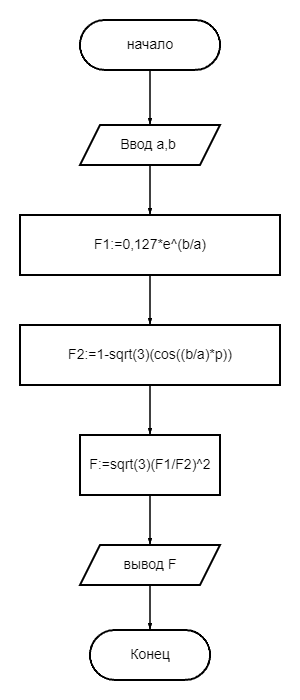 начало
Ввод a,b
F1:=0,127*e^(b/a)
F2:=1-sqrt(3)(cos((b/a)*p))
F:=sqrt(3)(F1/F2)^2
вывод F
Конец